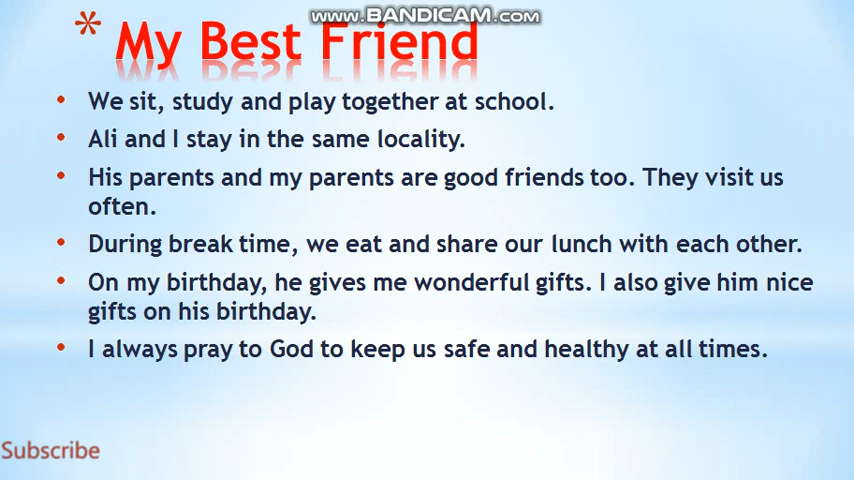 www.BANDICAM.com
* My Best Friend
• We sit, study and play together at school.
• Ali and I stay in the same locality.
• His parents and my parents are good friends too. They visit us
often.
• During break time, we eat and share our lunch with each other.
• On my birthday, he gives me wonderful gifts. I also give him nice
gifts on his birthday.
• I always pray to God to keep us safe and healthy at all times.
Subscribe